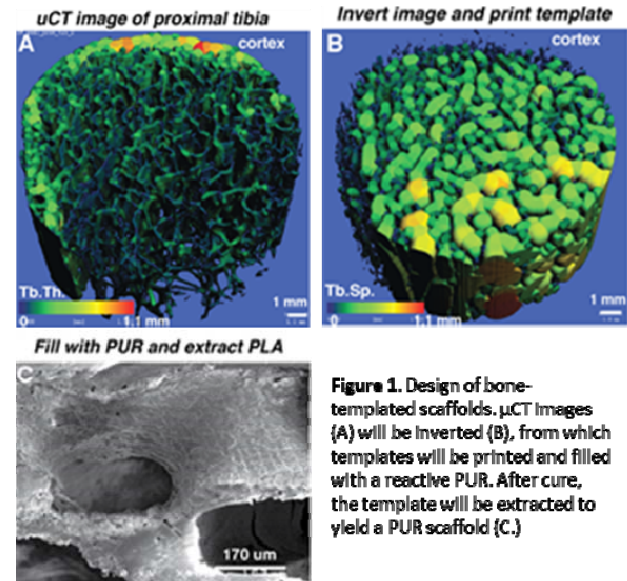 uCT image of proximal tibia
Invert image and print template
A
cortex
B
cortex
Tb.Th.
0
1.1 mm
1 mm
Tb.Sp.
0
1.1 mm
1 mm
Fill with PUR and extract PLA
C
170 um
Figure 1. Design of bone-
templated scaffolds. µCT images
(A) will be inverted (B), from which
templates will be printed and filled
with a reactive PUR. After cure,
the template will be extracted to
yield a PUR scaffold (C.)